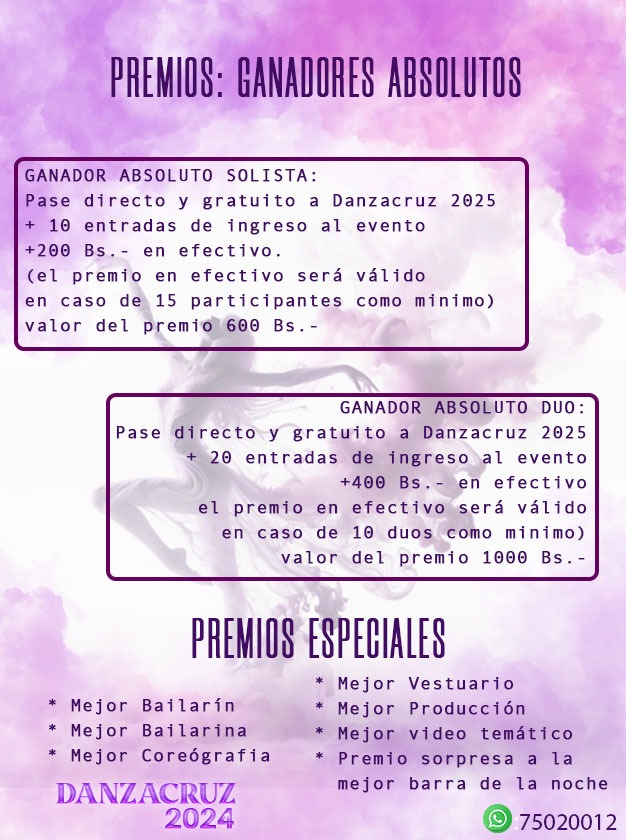 PREMIOS: GANADORES ABSOLUTOS
GANADOR ABSOLUTO SOLISTA:
Pase directo y gratuito a Danzacruz 2025
+ 10 entradas de ingreso al evento
+200 Bs.- en efectivo.
(el premio en efectivo será válido
en caso de 15 participantes como minimo)
valor del premio 600 Bs.-
GANADOR ABSOLUTO DUO:
Pase directo y gratuito a Danzacruz 2025
+ 20 entradas de ingreso al evento
+400 Bs.- en efectivo
el premio en efectivo será válido
en caso de 10 duos como minimo)
valor del premio 1000 Bs.-
PREMIOS ESPECIALES
* Mejor Bailarín
* Mejor Bailarina
* Mejor Coreógrafia
* Mejor Vestuario
* Mejor Producción
* Mejor video temático
* Premio sorpresa a la
mejor barra de la noche
DANZACRUZ
2024
75020012